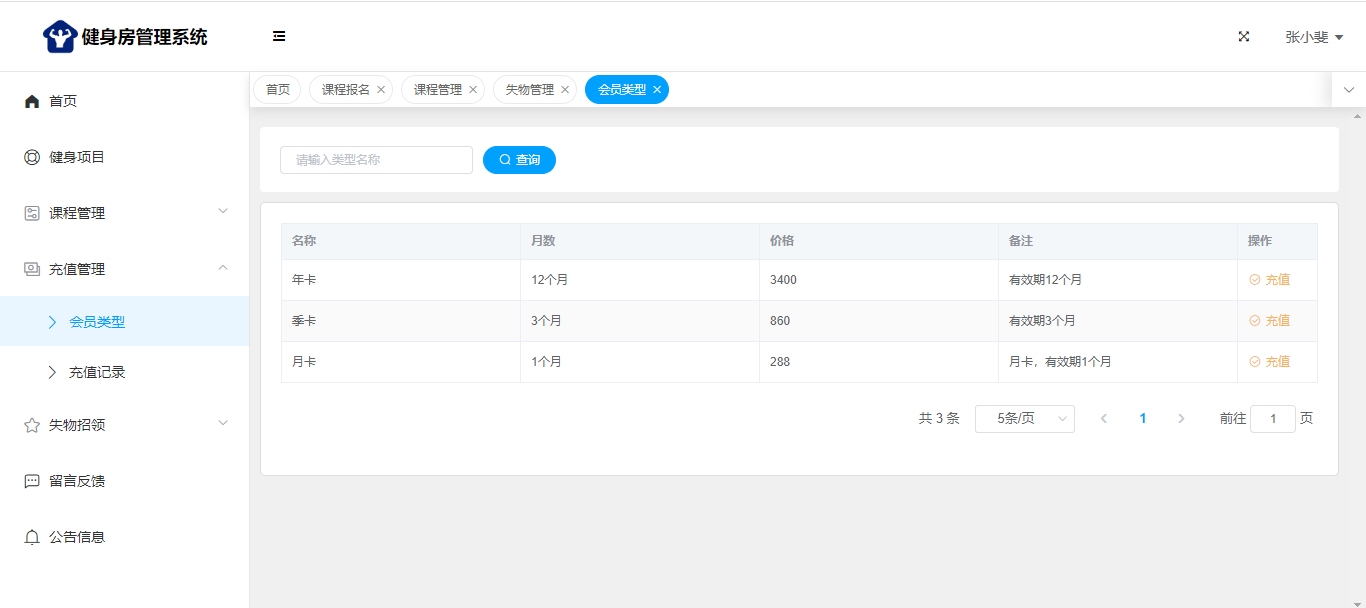 健身房管理系统
张小斐
首页
健身项目
课程管理
充值管理
会员类型
充值记录
失物招领
留言反馈
公告信息
首页 课程报名 课程管理 失物管理 会员类型
请输入类型名称 查询
名称 月数 价格 备注 操作
年卡 12个月 3400 有效期12个月 充值
季卡 3个月 860 有效期3个月 充值
月卡 1个月 288 月卡，有效期1个月 充值
共 3 条 5条/页 1 前往 1 页